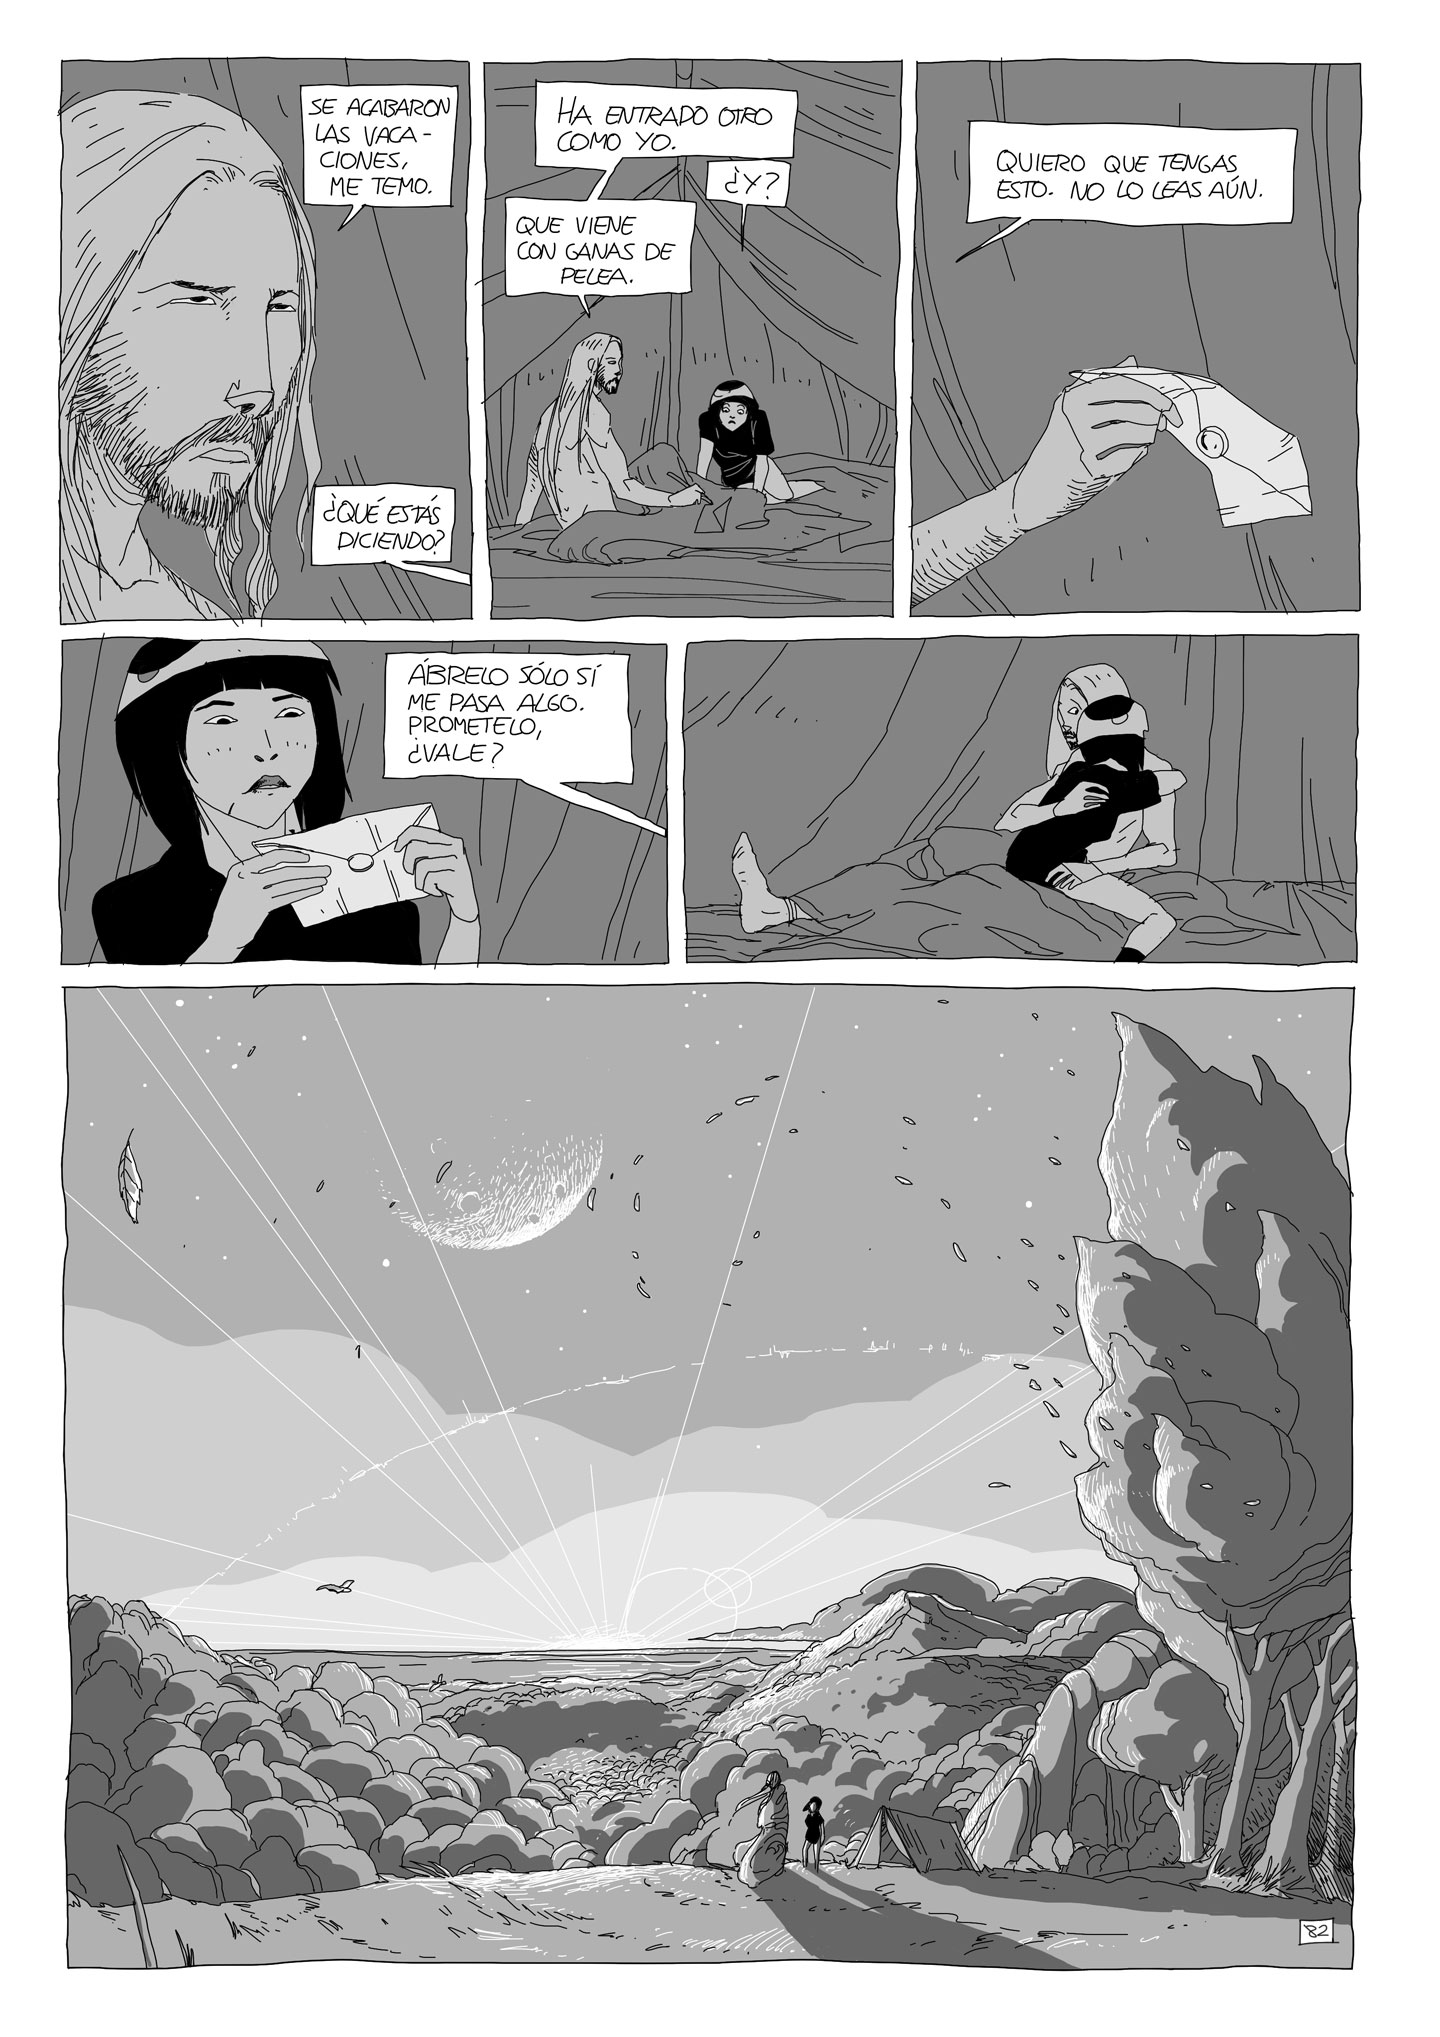 SE ACABARON
LAS VACA-
CIONES,
ME TEMO.
¿QUÉ ESTÁS
DICIENDO?
HA ENTRADO OTRO
COMO YO.
¿Y?
QUE VIENE
CON GANAS DE
PELEA.
QUIERO QUE TENGAS
ESTO. NO LO LEAS AÚN.
ÁBRELO SÓLO SÍ
ME PASA ALGO.
PROMETELO,
¿VALE?
82